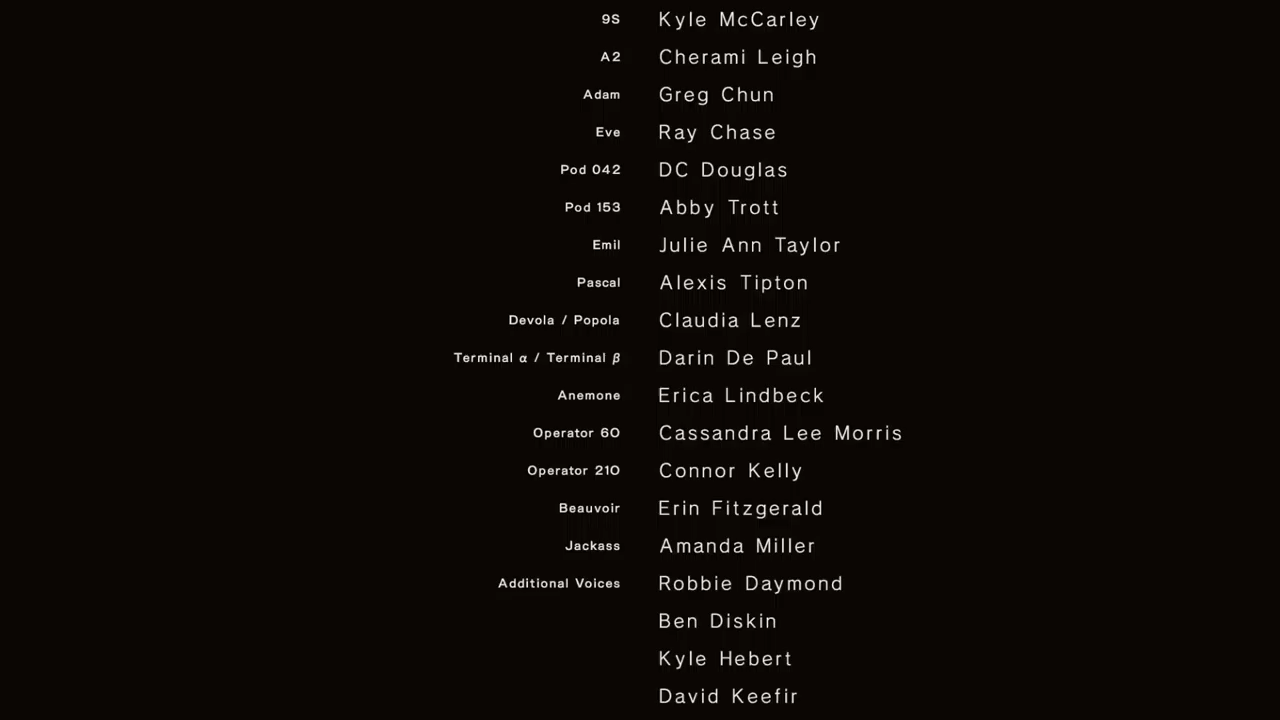 9S Kyle McCarley
A2 Cherami Leigh
Adam Greg Chun
Eve Ray Chase
Pod 042 DC Douglas
Pod 153 Abby Trott
Emil Julie Ann Taylor
Pascal Alexis Tipton
Devola / Popola Claudia Lenz
Terminal α / Terminal β Darin De Paul
Anemone Erica Lindbeck
Operator 6O Cassandra Lee Morris
Operator 21O Connor Kelly
Beauvoir Erin Fitzgerald
Jackass Amanda Miller
Additional Voices Robbie Daymond
Ben Diskin
Kyle Hebert
David Keefir